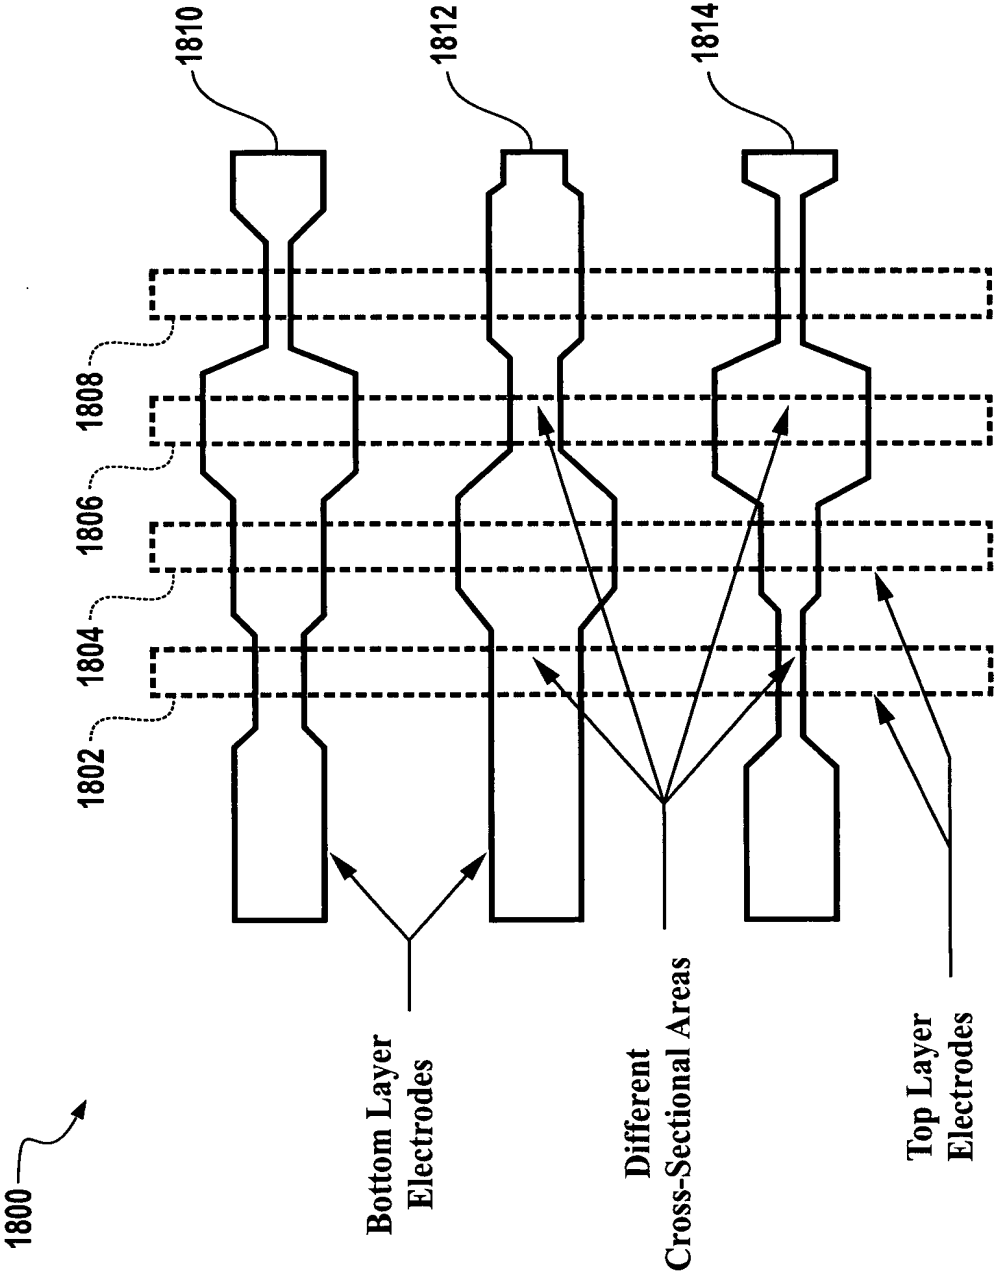 1800
1802
1804
1806
1808
1810
1812
1814
Bottom Layer
Electrodes
Different
Cross-Sectional Areas
Top Layer
Electrodes